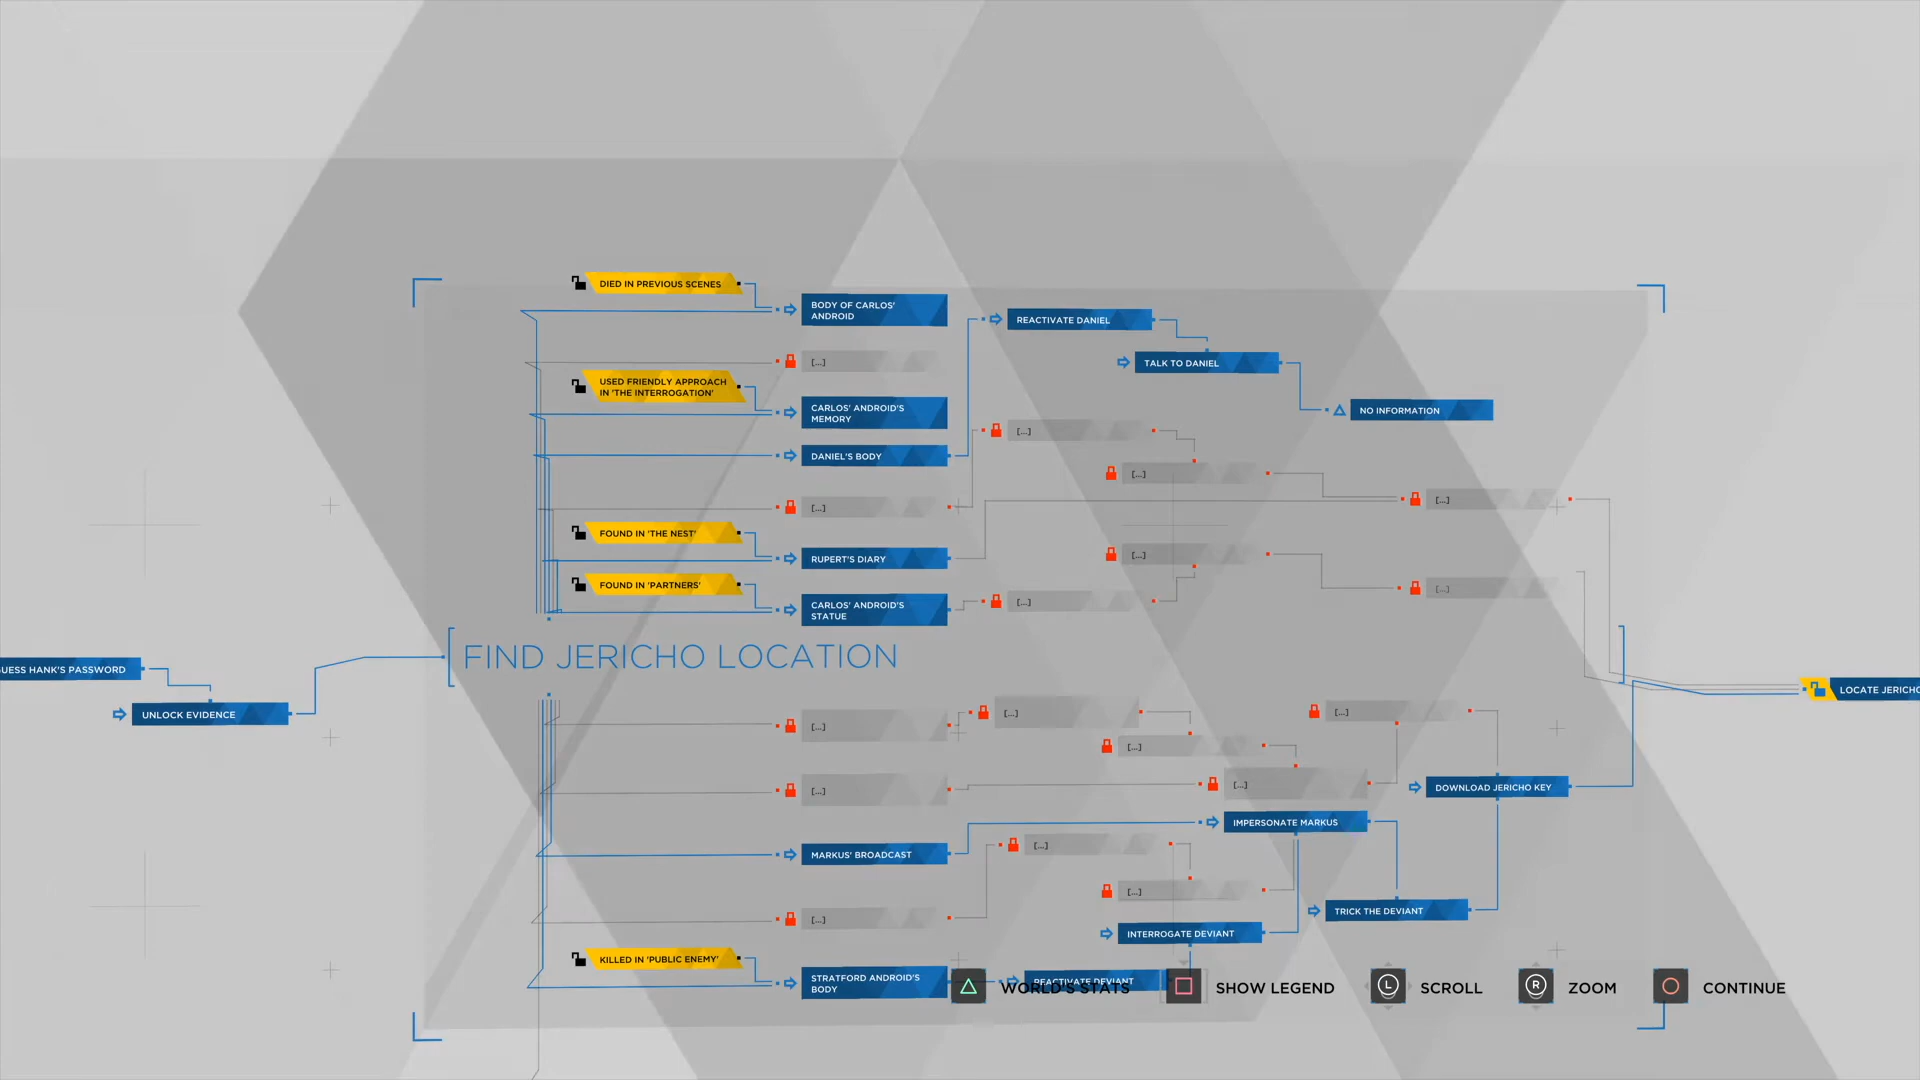 DIED IN PREVIOUS SCENES
BODY OF CARLOS'
ANDROID
REACTIVATE DANIEL
[...]
TALK TO DANIEL
USED FRIENDLY APPROACH
IN 'THE INTERROGATION'
CARLOS' ANDROID'S
MEMORY
NO INFORMATION
[...]
DANIEL'S BODY
[...]
[...]
[...]
FOUND IN 'THE NEST'
RUPERT'S DIARY
[...]
FOUND IN 'PARTNERS'
[...]
CARLOS' ANDROID'S
STATUE
[...]
FIND JERICHO LOCATION
UESS HANK'S PASSWORD
UNLOCK EVIDENCE
LOCATE JERICHO
[...]
[...]
[...]
[...]
[...]
[...]
DOWNLOAD JERICHO KEY
IMPERSONATE MARKUS
MARKUS' BROADCAST
[...]
[...]
TRICK THE DEVIANT
[...]
INTERROGATE DEVIANT
KILLED IN 'PUBLIC ENEMY'
STRATFORD ANDROID'S
BODY
REACTIVATE DEVIANT
WORLD'S STATS
SHOW LEGEND
L
SCROLL
R
ZOOM
CONTINUE